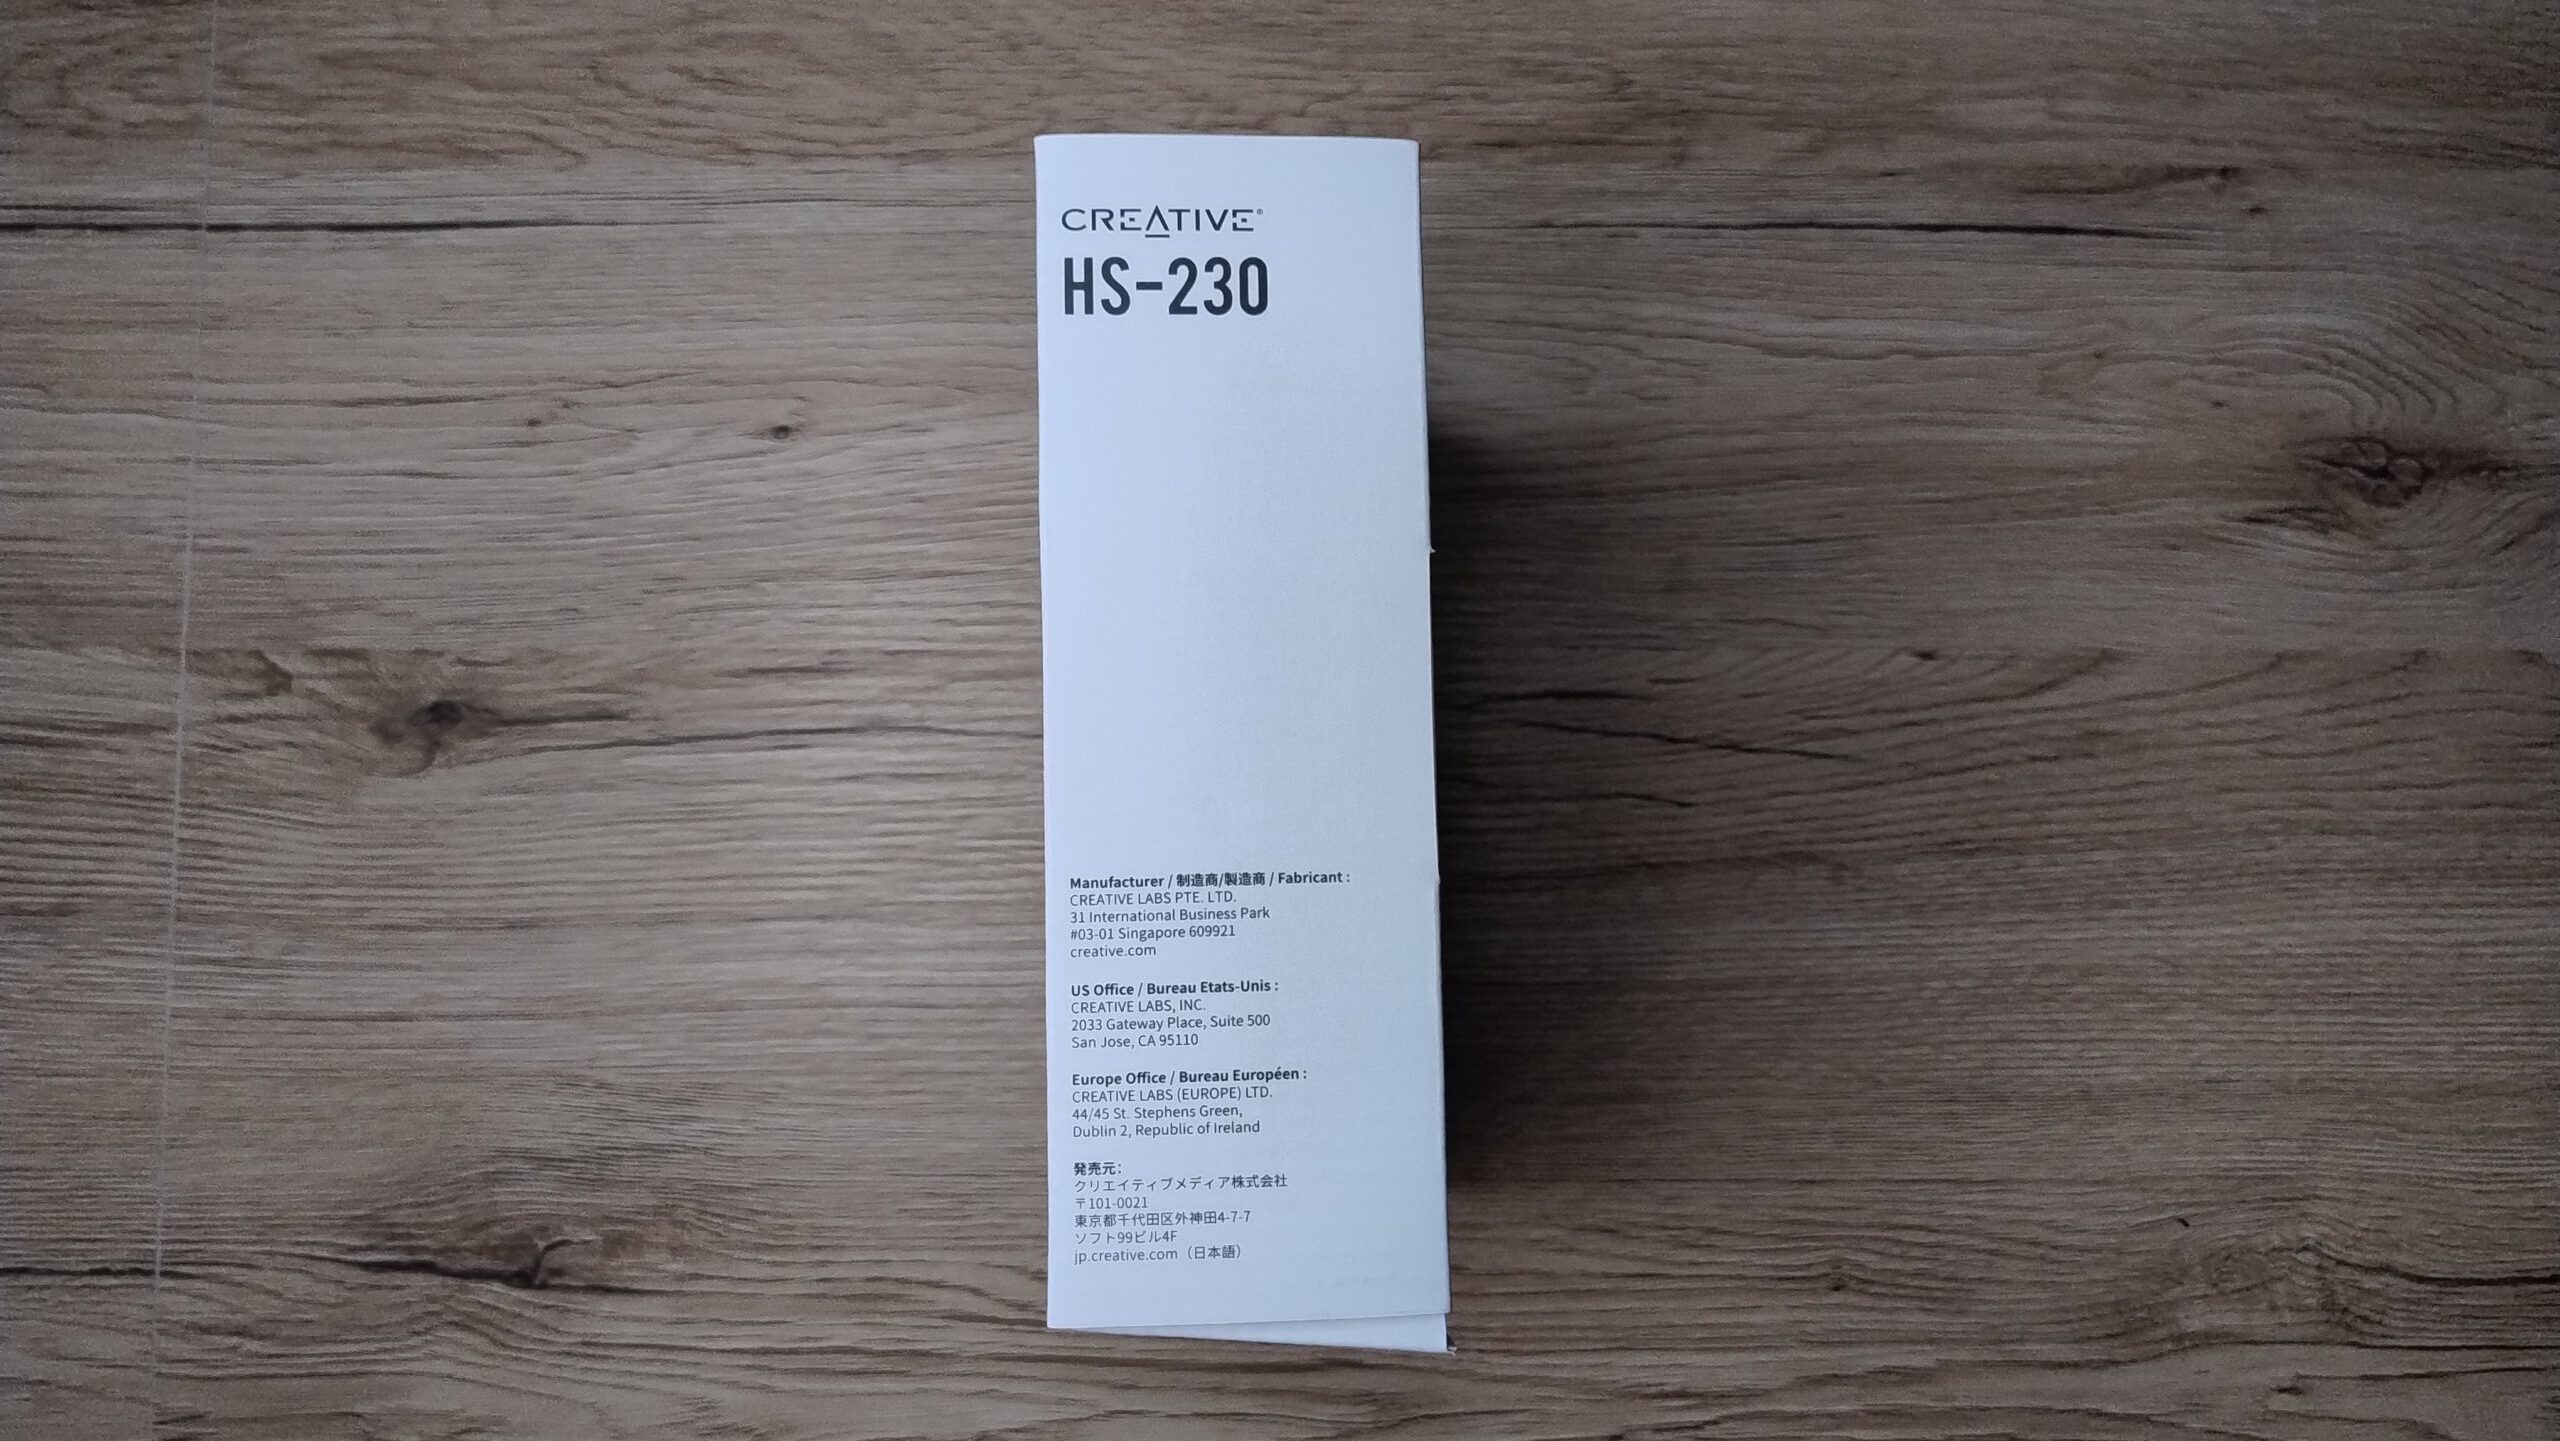 CREATIVE®
HS-230
Manufacturer / 制造商/製造商 / Fabricant :
CREATIVE LABS PTE. LTD.
31 International Business Park
#03-01 Singapore 609921
creative.com
US Office / Bureau Etats-Unis :
CREATIVE LABS, INC.
2033 Gateway Place, Suite 500
San Jose, CA 95110
Europe Office / Bureau Européen :
CREATIVE LABS (EUROPE) LTD.
44/45 St. Stephens Green,
Dublin 2, Republic of Ireland
発売元:
クリエイティブメディア株式会社
〒101-0021
東京都千代田区外神田4-7-7
ソフト99ビル4F
jp.creative.com（日本語）